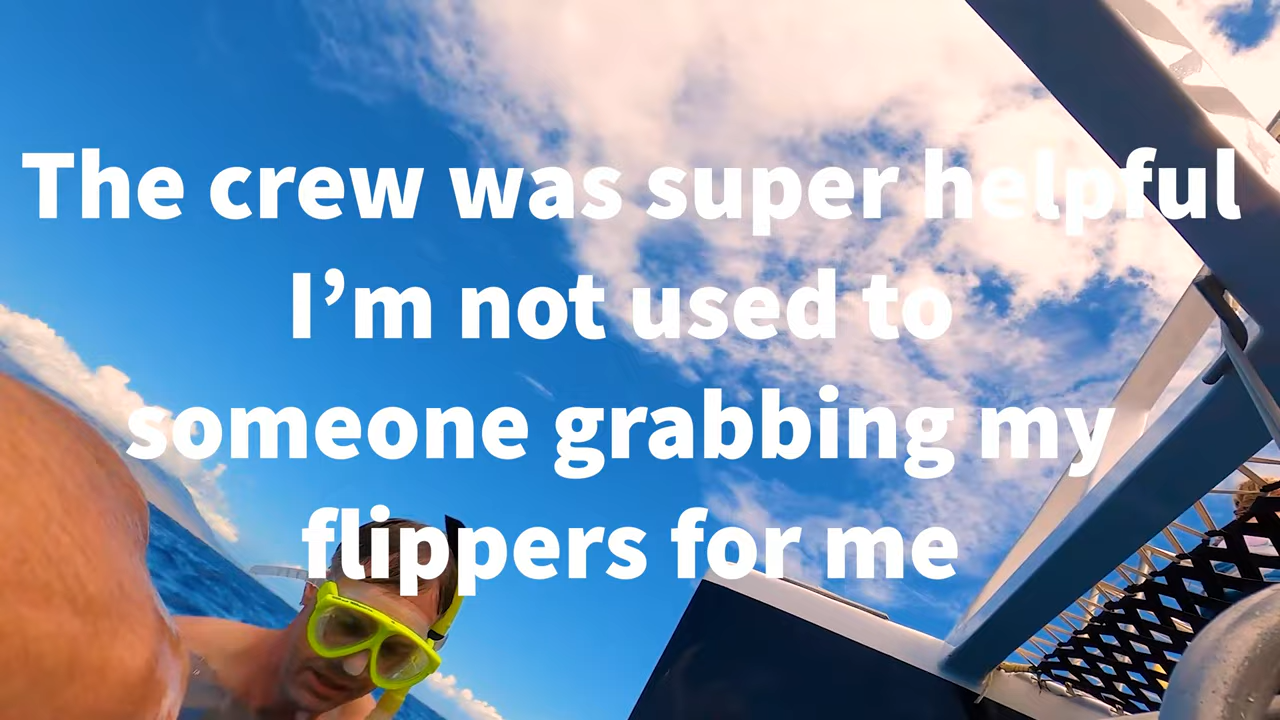 The crew was super helpful
I’m not used to
someone grabbing my
flippers for me